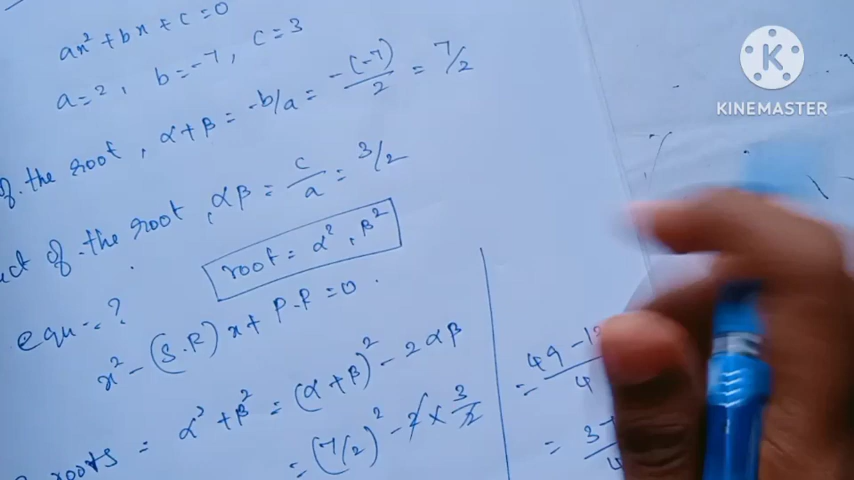 ax² + bx + c = 0
a = 2, b = -7, c = 3
of the root, α+β = -b/a = -(-7)/2 = 7/2
of the root, αβ = c/a = 3/2
root = α², β²
equ = ?
x² - (S.R) x + P.R = 0.
roots = α² + β² = (α + β)² - 2αβ
= (7/2)² - 2 × 3/2
= 49 - 12/4
= 37/4
KINEMASTER